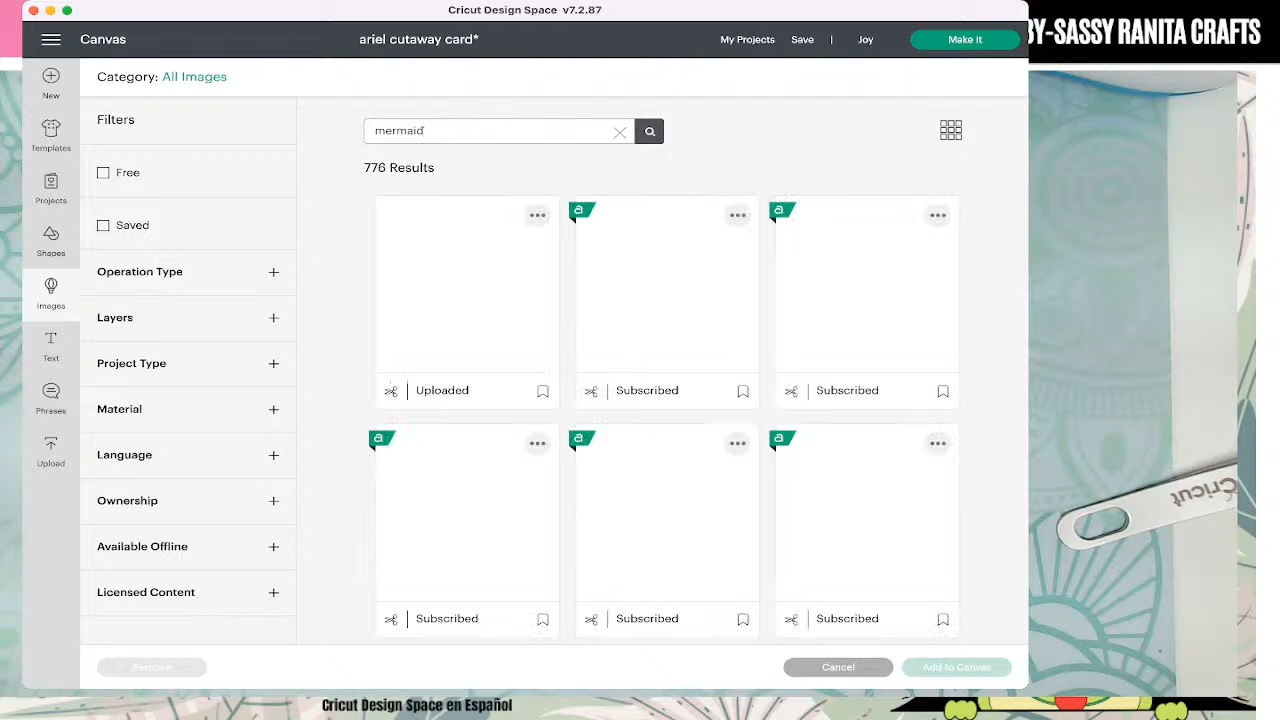 Cricut Design Space v7.2.87
BY-SASSY RANITA CRAFTS
Canvas
ariel cutaway card*
My Projects
Save
|
Joy
Make It
New
Templates
Projects
Shapes
Images
Text
Phrases
Upload
Category: All Images
Filters
Free
Saved
Operation Type
Layers
Project Type
Material
Language
Ownership
Available Offline
Licensed Content
Remove
mermaid
776 Results
a
a
Uploaded
Subscribed
Subscribed
a
a
a
Subscribed
Subscribed
Subscribed
Cancel
Add to Canvas
Cricut
Cricut Design Space en Español